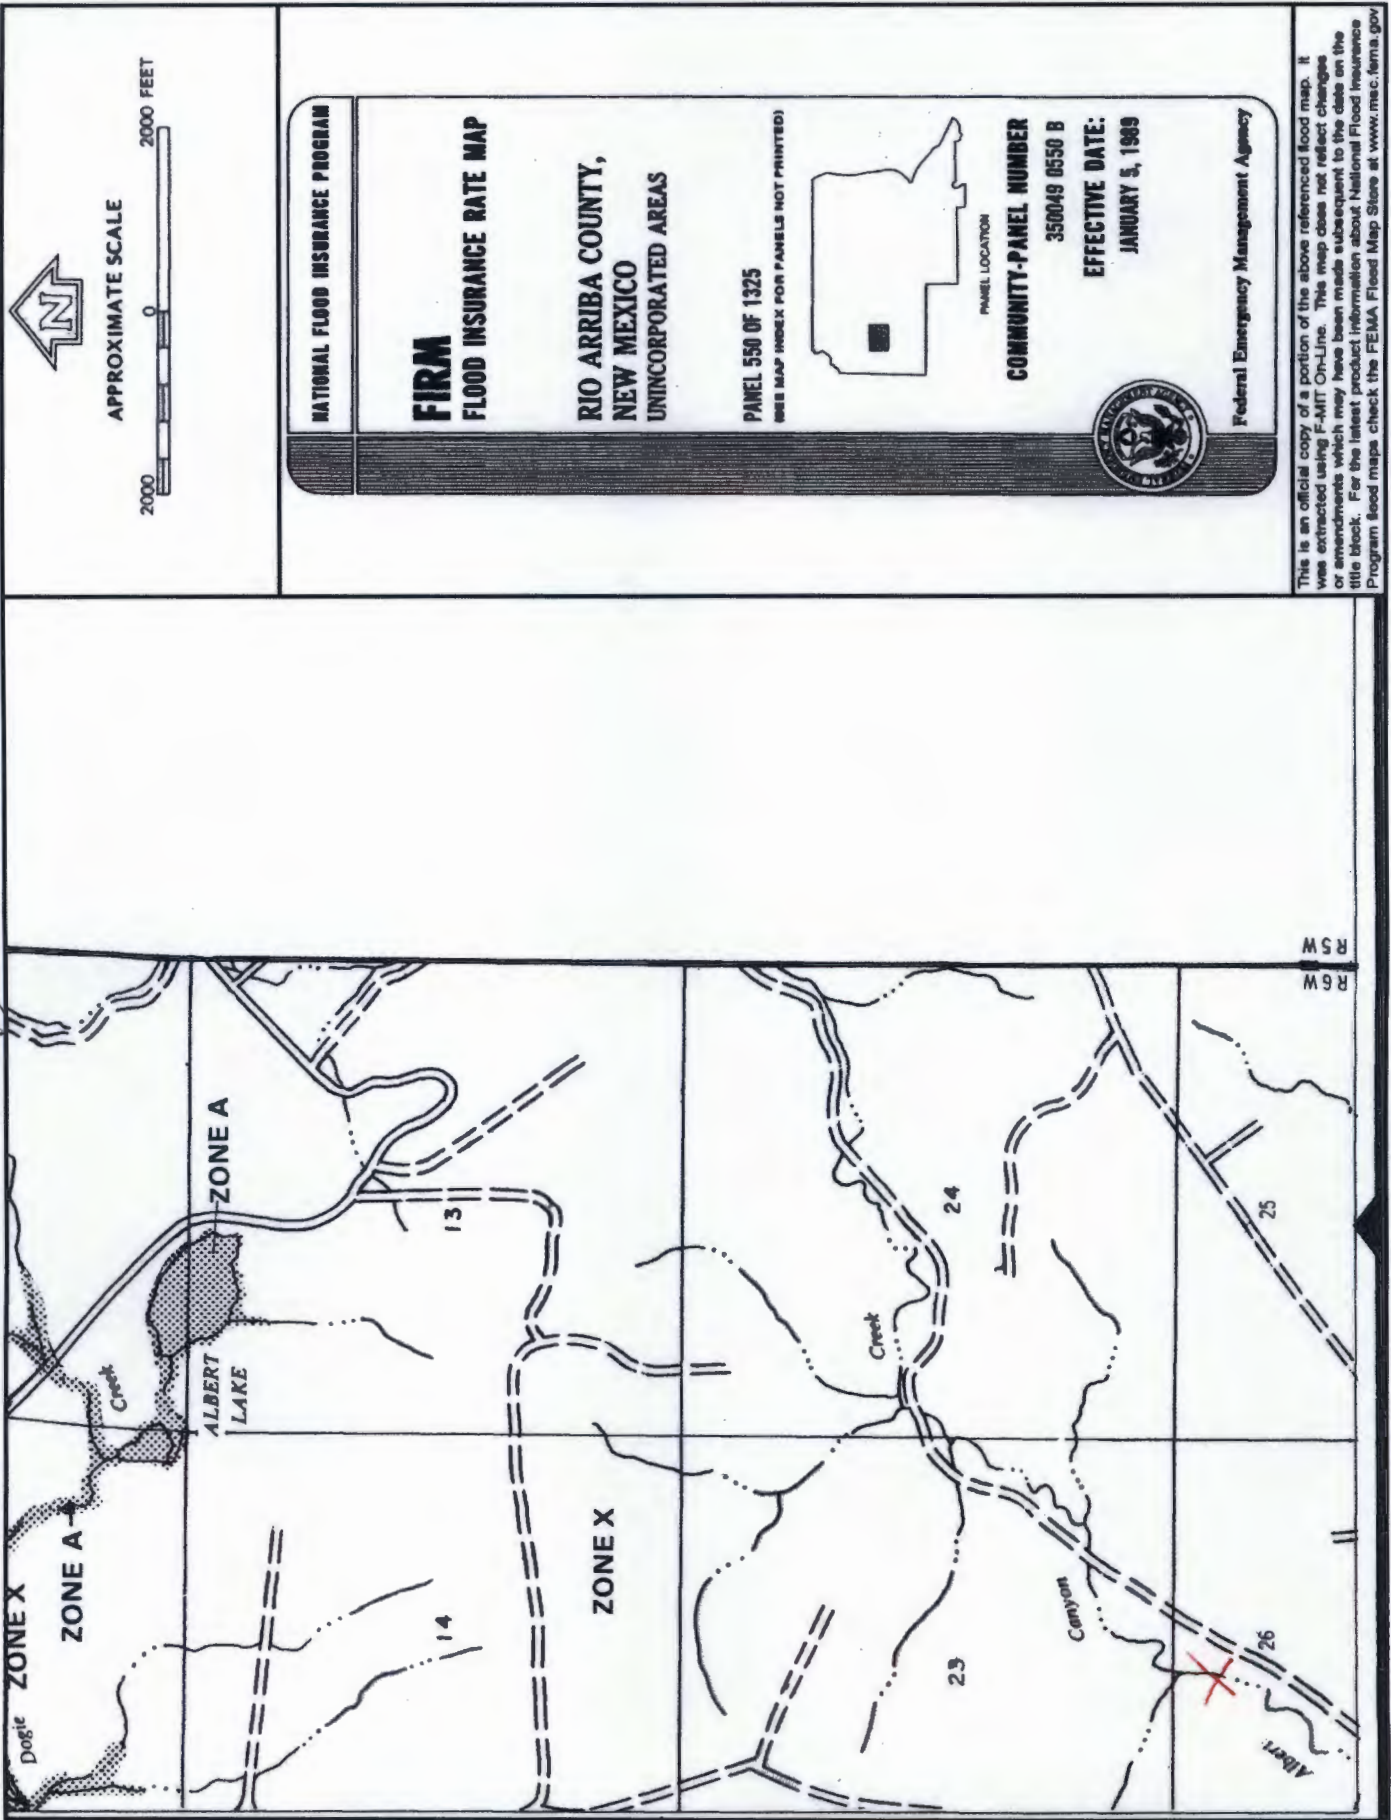 APPROXIMATE SCALE
2000 0 2000 FEET
N
NATIONAL FLOOD INSURANCE PROGRAM
FIRM
FLOOD INSURANCE RATE MAP
RIO ARRIBA COUNTY,
NEW MEXICO
UNINCORPORATED AREAS
PANEL 550 OF 1325
(SEE MAP INDEX FOR PANELS NOT PRINTED)
PANEL LOCATION
COMMUNITY-PANEL NUMBER
350049 0550 B
EFFECTIVE DATE:
JANUARY 5, 1989
Federal Emergency Management Agency
This is an official copy of a portion of the above referenced flood map. It
was extracted using F-MIT On-Line. This map does not reflect changes
or amendments which may have been made subsequent to the date on the
title block. For the latest product information about National Flood Insurance
Program flood maps check the FEMA Flood Map Store at www.msc.fema.gov
Dogie
ZONE X
ZONE A
Creek
ZONE A
ALBERT
LAKE
13
14
ZONE X
Creek
24
23
Canyon
25
26
Albert
R6W
R5W